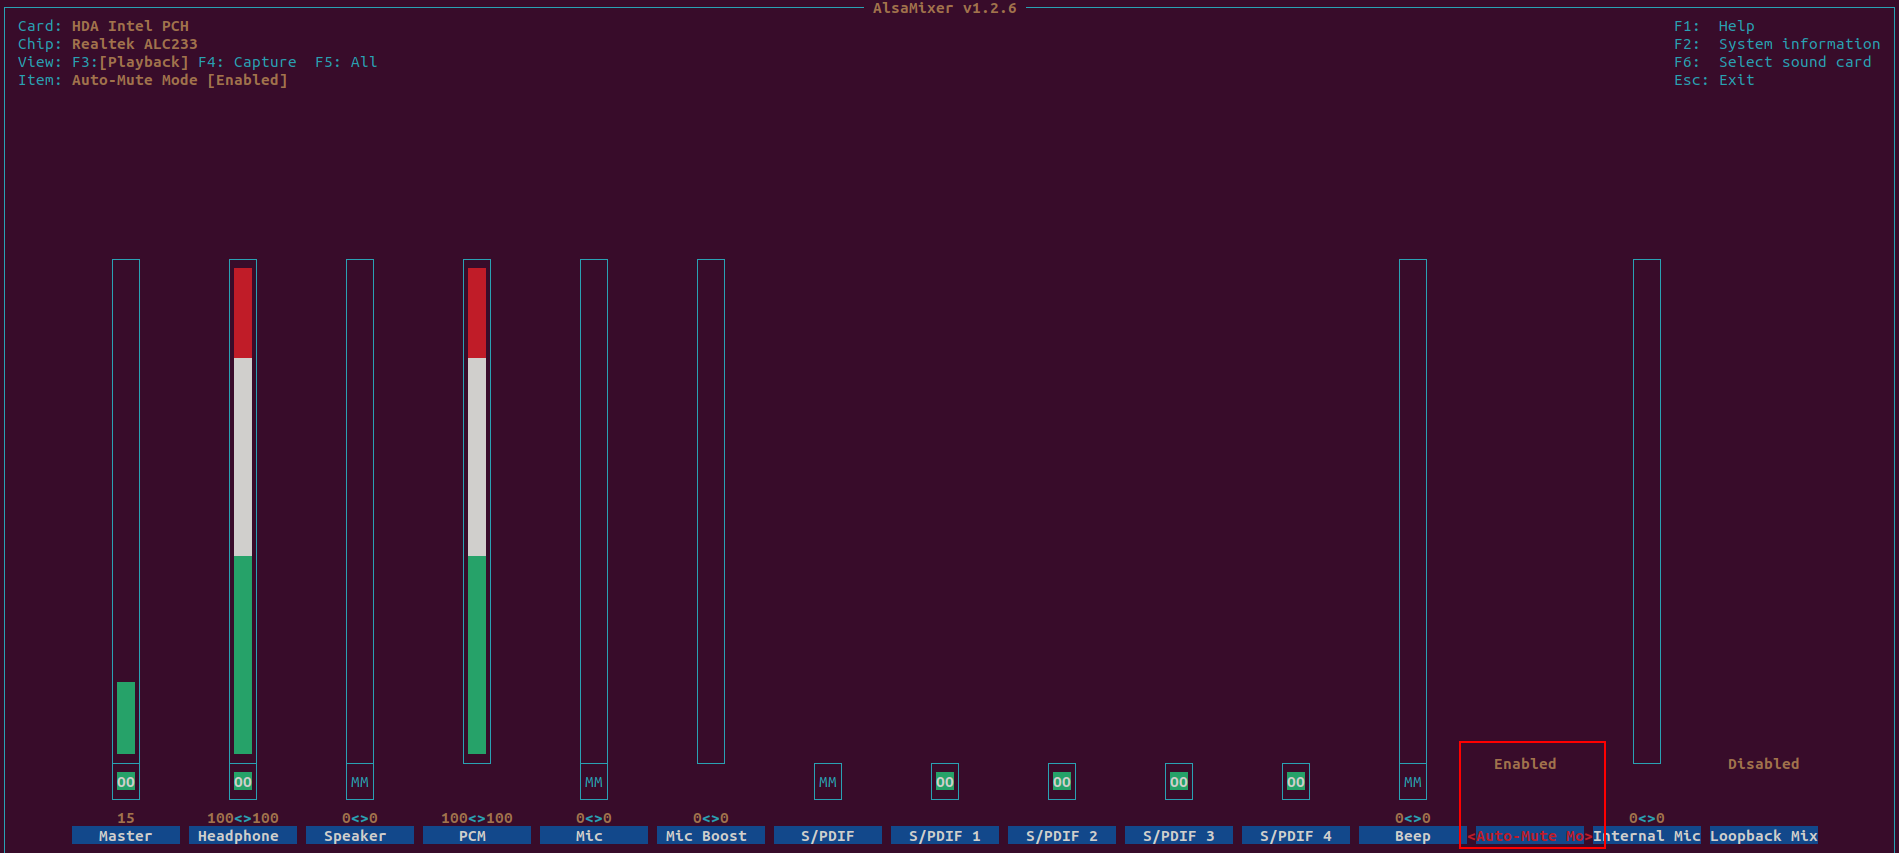 AlsaMixer v1.2.6
Card: HDA Intel PCH
F1: Help
Chip: Realtek ALC233
F2: System information
View: F3:[Playback] F4: Capture F5: All
F6: Select sound card
Item: Auto-Mute Mode [Enabled]
Esc: Exit
Enabled Disabled
OO OO MM MM MM OO OO OO OO MM
15 100<>100 0<>0 100<>100 0<>0 0<>0 0<>0 0<>0
Master Headphone Speaker PCM Mic Mic Boost S/PDIF S/PDIF 1 S/PDIF 2 S/PDIF 3 S/PDIF 4 Beep <Auto-Mute Mo>Internal Mic Loopback Mix